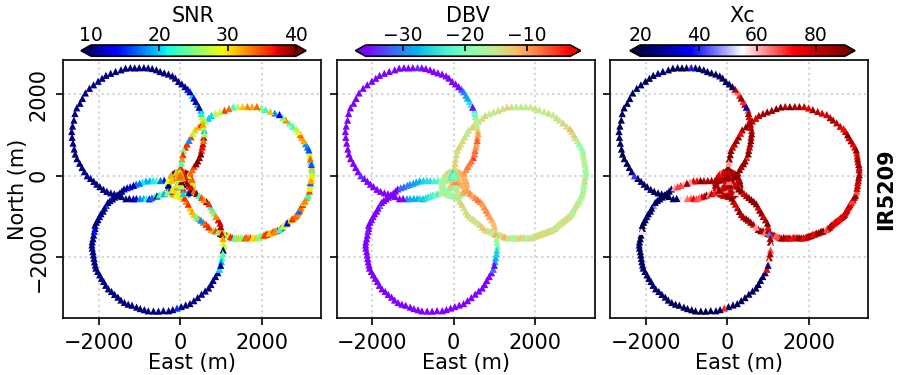 SNR DBV Xc
10 20 30 40 −30 −20 −10 20 40 60 80
2000
0
−2000
North (m)
IR5209
−2000 0 2000 −2000 0 2000 −2000 0 2000
East (m) East (m) East (m)